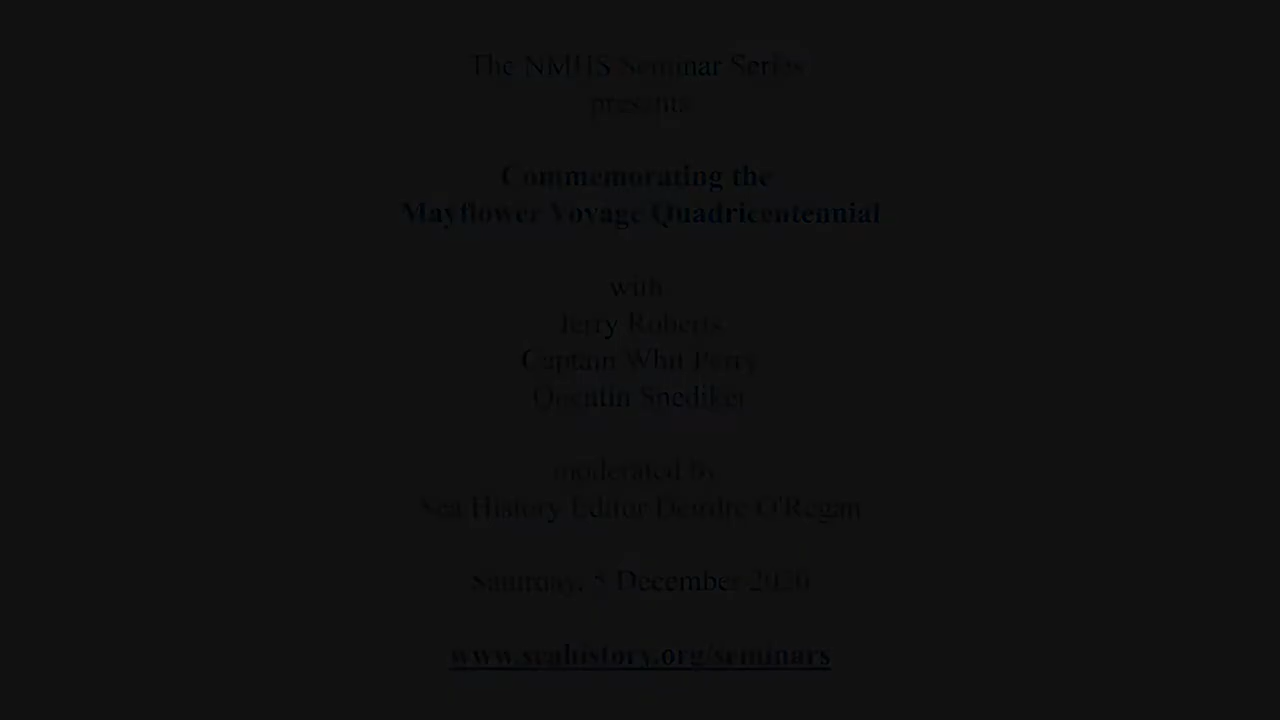 The NMHS Seminar Series
presents
Commemorating the
Mayflower Voyage Quadricentennial
with
Jerry Roberts
Captain Whit Perry
Quentin Snediker
moderated by
Sea History Editor Deirdre O'Regan
Saturday, 5 December 2020
www.seahistory.org/seminars